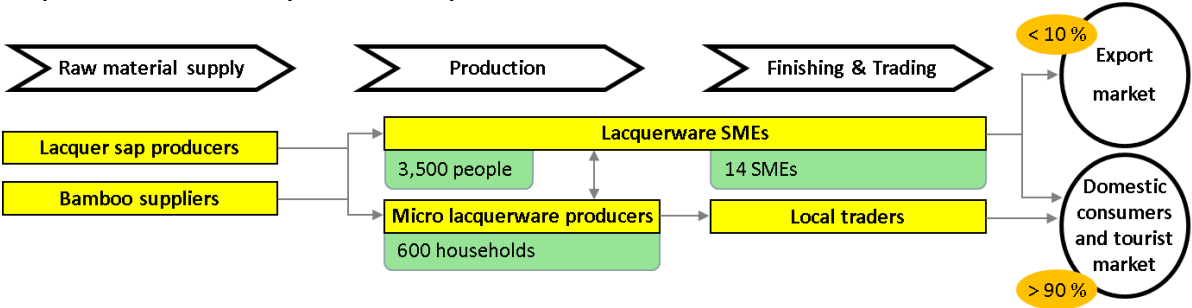 Raw material supply
Production
Finishing & Trading
< 10 %
Export
market
Lacquer sap producers
Bamboo suppliers
Lacquerware SMEs
3,500 people
14 SMEs
Micro lacquerware producers
600 households
Local traders
Domestic
consumers
and tourist
market
> 90 %